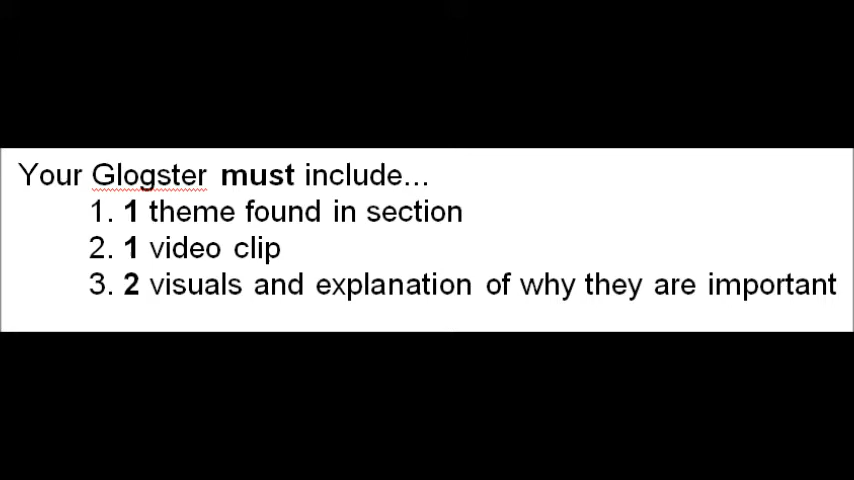 Your Glogster must include...
1. 1 theme found in section
2. 1 video clip
3. 2 visuals and explanation of why they are important